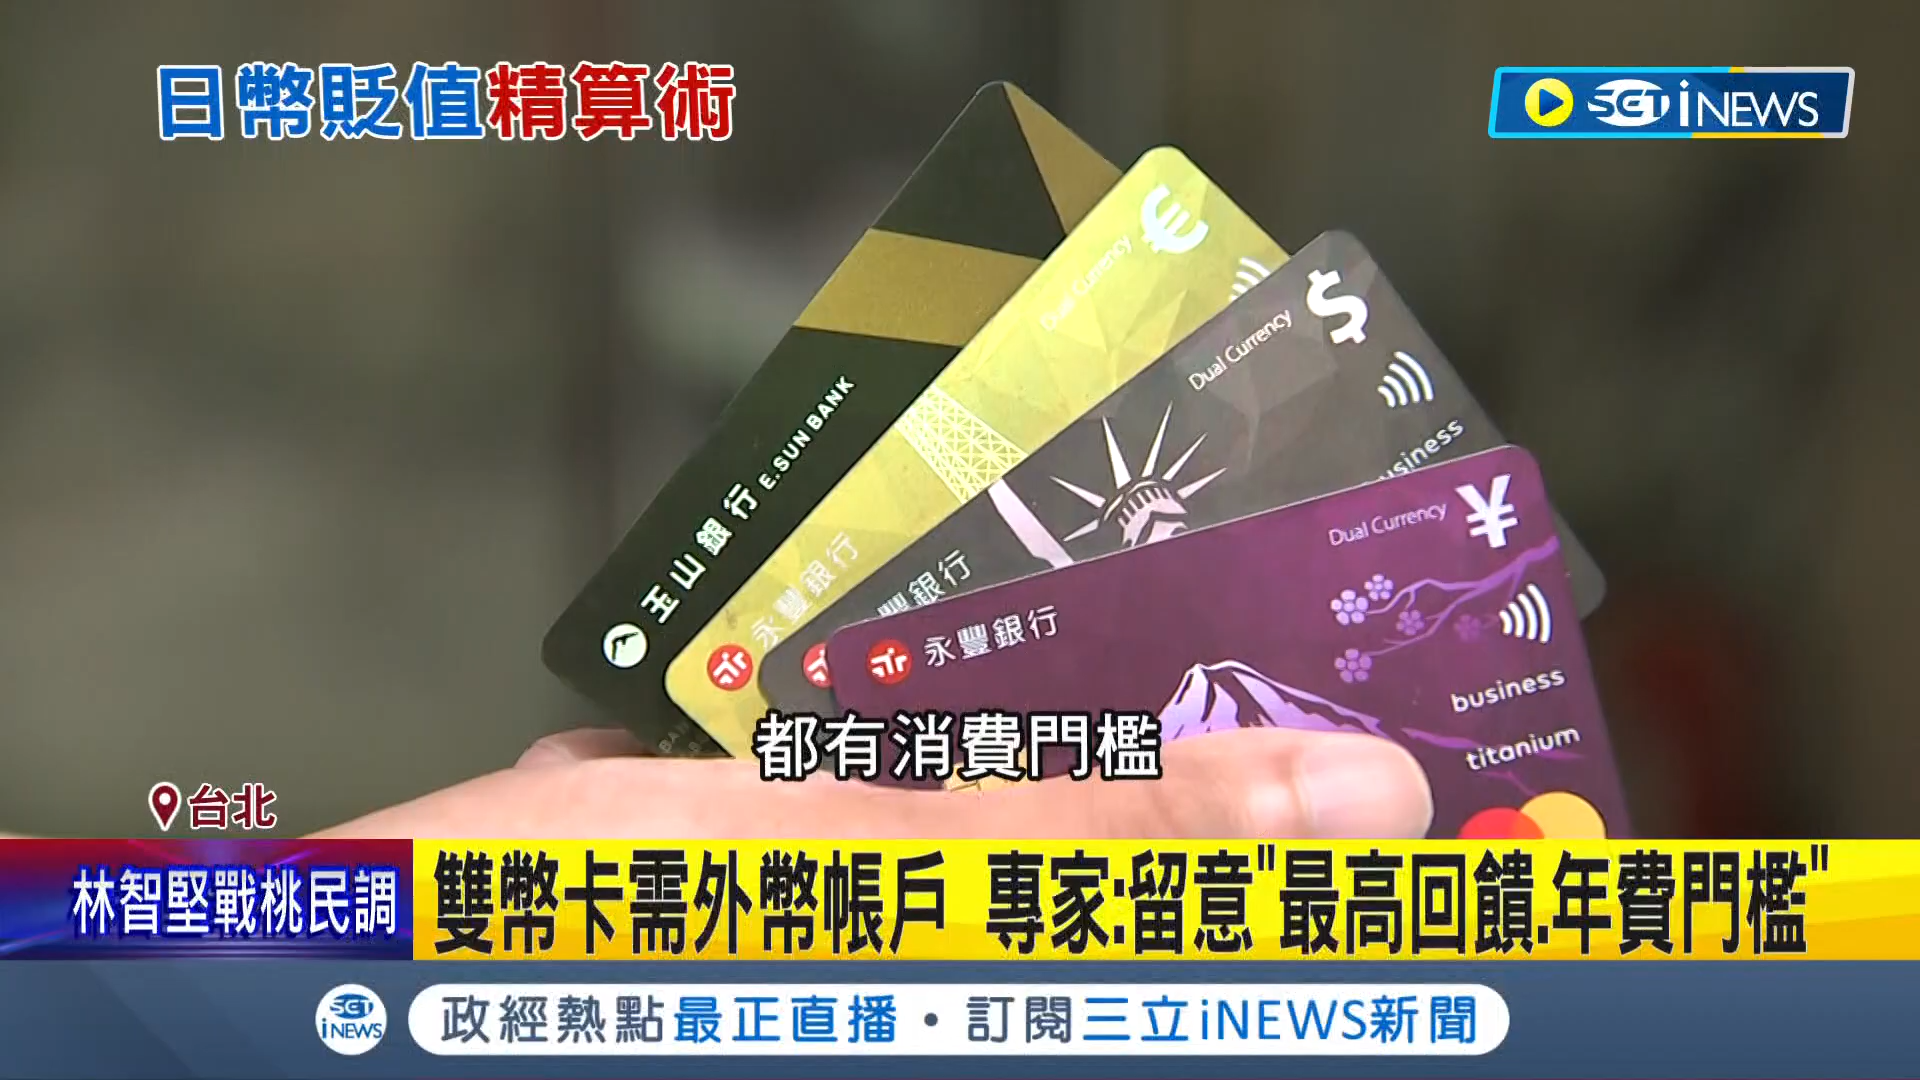 日幣貶值精算術
SET iNEWS
Dual Currency €
Dual Currency $
business
Dual Currency ¥
玉山銀行 E.SUN BANK
永豐銀行
豐銀行
永豐銀行
business
titanium
都有消費門檻
台北
林智堅戰桃民調
雙幣卡需外幣帳戶 專家:留意"最高回饋.年費門檻"
SET iNEWS
政經熱點最正直播・訂閱三立iNEWS新聞